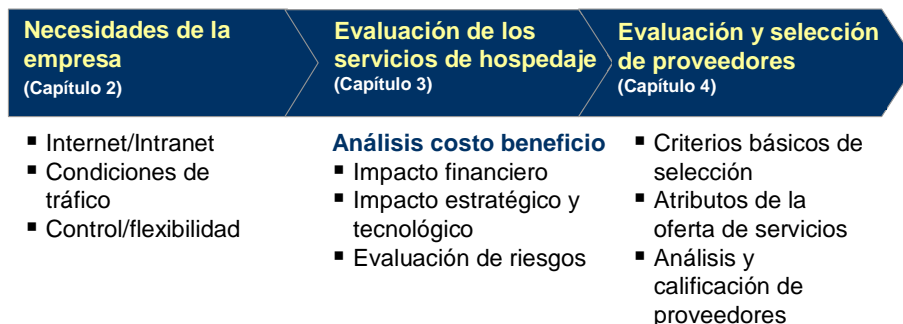 Necesidades de la
empresa
(Capítulo 2)
Evaluación de los
servicios de hospedaje
(Capítulo 3)
Evaluación y selección
de proveedores
(Capítulo 4)
▪ Internet/Intranet
▪ Condiciones de
tráfico
▪ Control/flexibilidad
Análisis costo beneficio
▪ Impacto financiero
▪ Impacto estratégico y
tecnológico
▪ Evaluación de riesgos
▪ Criterios básicos de
selección
▪ Atributos de la
oferta de servicios
▪ Análisis y
calificación de
proveedores